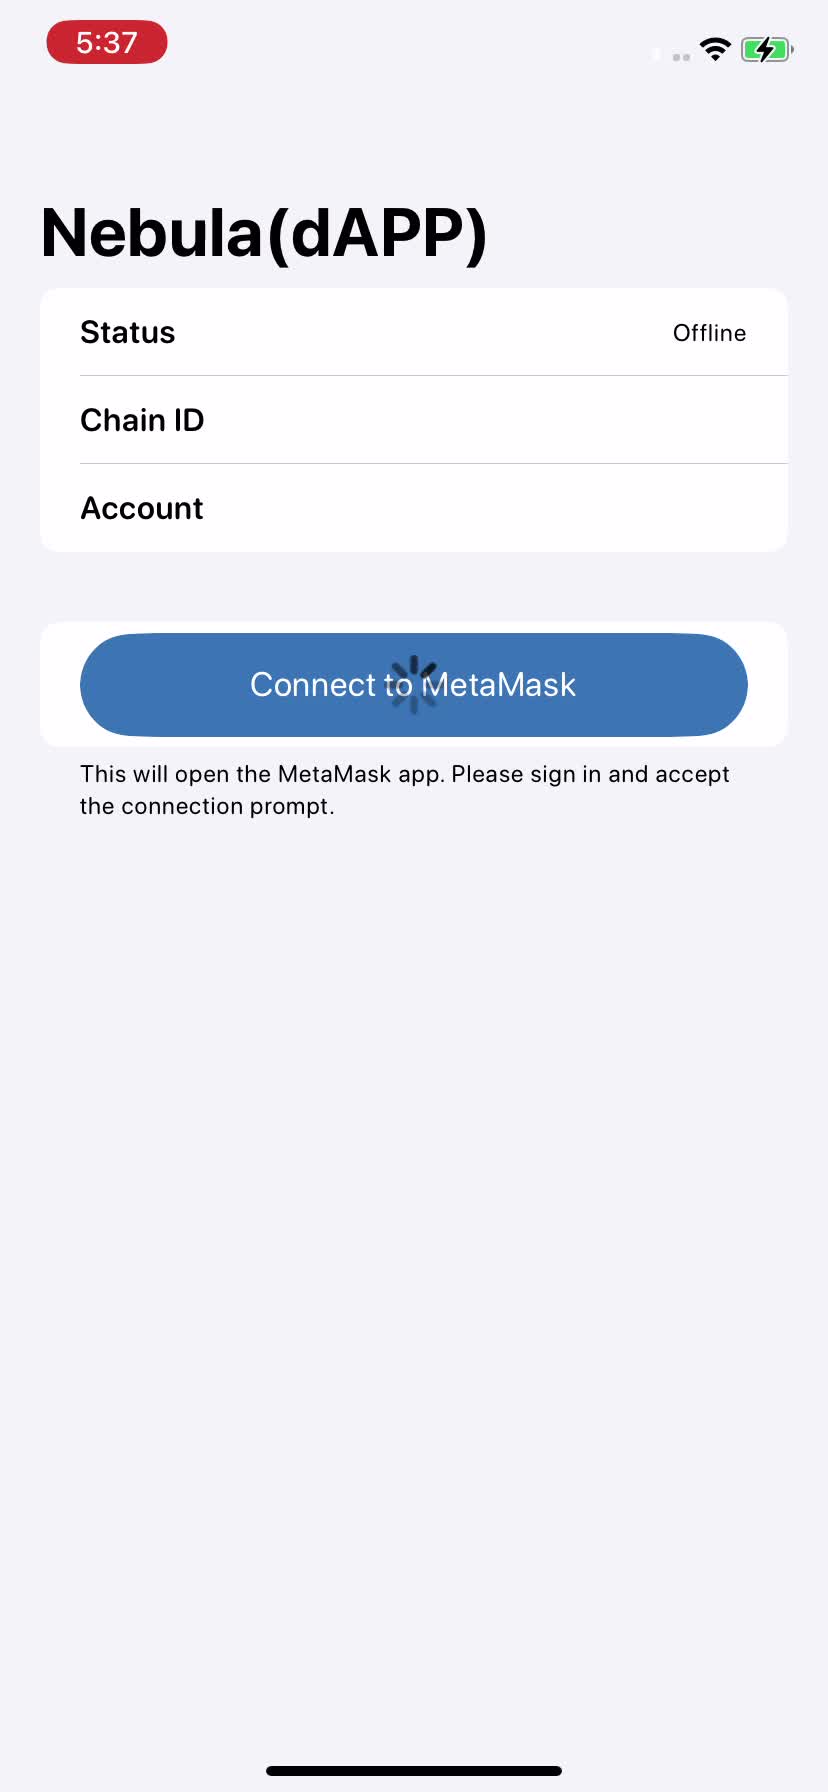 5:37
Nebula(dAPP)
Status Offline
Chain ID
Account
Connect to MetaMask
This will open the MetaMask app. Please sign in and accept
the connection prompt.